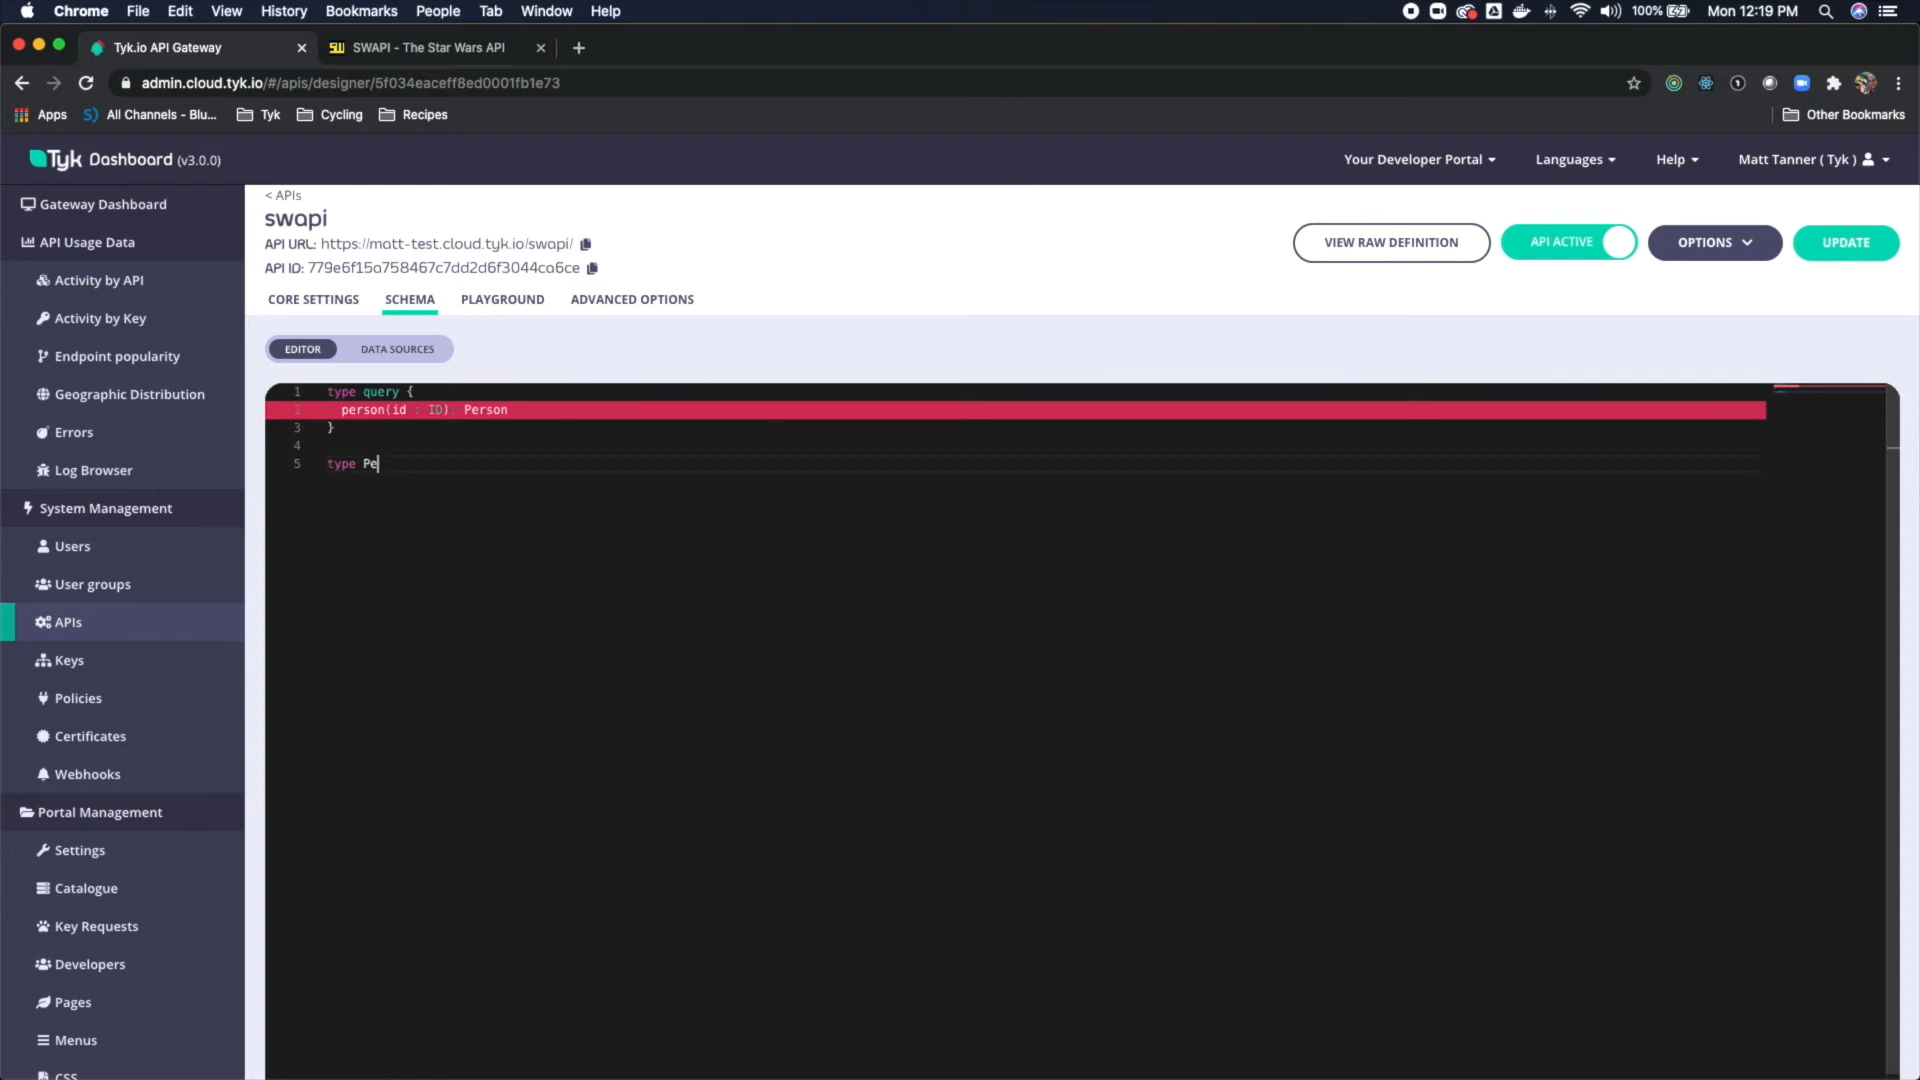 Chrome File Edit View History Bookmarks People Tab Window Help
100% Mon 12:19 PM
Tyk.io API Gateway
SW SWAPI - The Star Wars API
admin.cloud.tyk.io/#/apis/designer/5f034eaceff8ed0001fb1e73
Apps All Channels - Blu... Tyk Cycling Recipes Other Bookmarks
Tyk Dashboard (v3.0.0)
Your Developer Portal Languages Help Matt Tanner ( Tyk )
Gateway Dashboard
API Usage Data
Activity by API
Activity by Key
Endpoint popularity
Geographic Distribution
Errors
Log Browser
System Management
Users
User groups
APIs
Keys
Policies
Certificates
Webhooks
Portal Management
Settings
Catalogue
Key Requests
Developers
Pages
Menus
CSS
< APIs
swapi
API URL: https://matt-test.cloud.tyk.io/swapi/
API ID: 779e6f15a758467c7dd2d6f3044ca6ce
VIEW RAW DEFINITION API ACTIVE OPTIONS UPDATE
CORE SETTINGS SCHEMA PLAYGROUND ADVANCED OPTIONS
EDITOR DATA SOURCES
1 type query {
2 person(id : ID): Person
3 }
4
5 type Pe